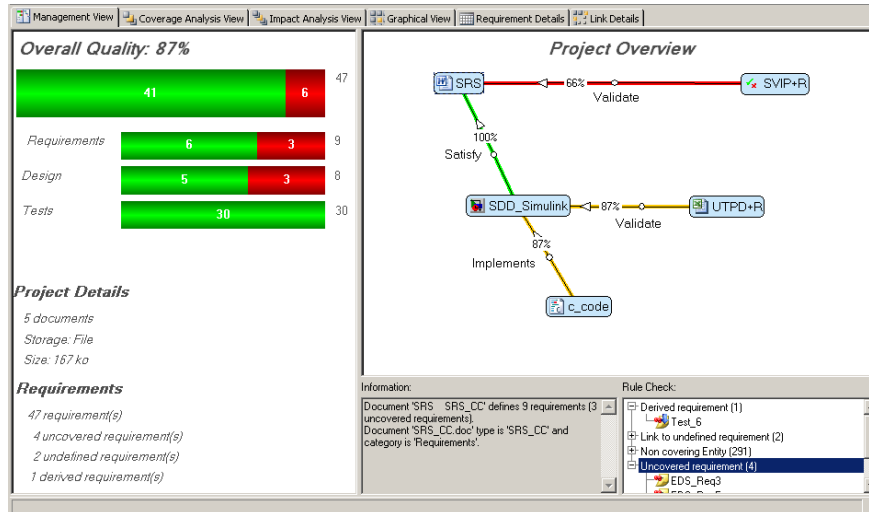 Management View Coverage Analysis View Impact Analysis View Graphical View Requirement Details Link Details
Overall Quality: 87%
41 6 47
Requirements 6 3 9
Design 5 3 8
Tests 30 30
Project Details
5 documents
Storage: File
Size: 167 ko
Requirements
47 requirement(s)
4 uncovered requirement(s)
2 undefined requirement(s)
1 derived requirement(s)
Project Overview
SRS
66%
Validate
SVIP+R
100%
Satisfy
SDD_Simulink
87%
Validate
UTPD+R
87%
Implements
c_code
Information:
Document 'SRS SRS_CC' defines 9 requirements (3
uncovered requirements).
Document 'SRS_CC.doc' type is 'SRS_CC' and
category is 'Requirements'.
Rule Check:
Derived requirement (1)
Test_6
Link to undefined requirement (2)
Non covering Entity (291)
Uncovered requirement (4)
EDS_Req3